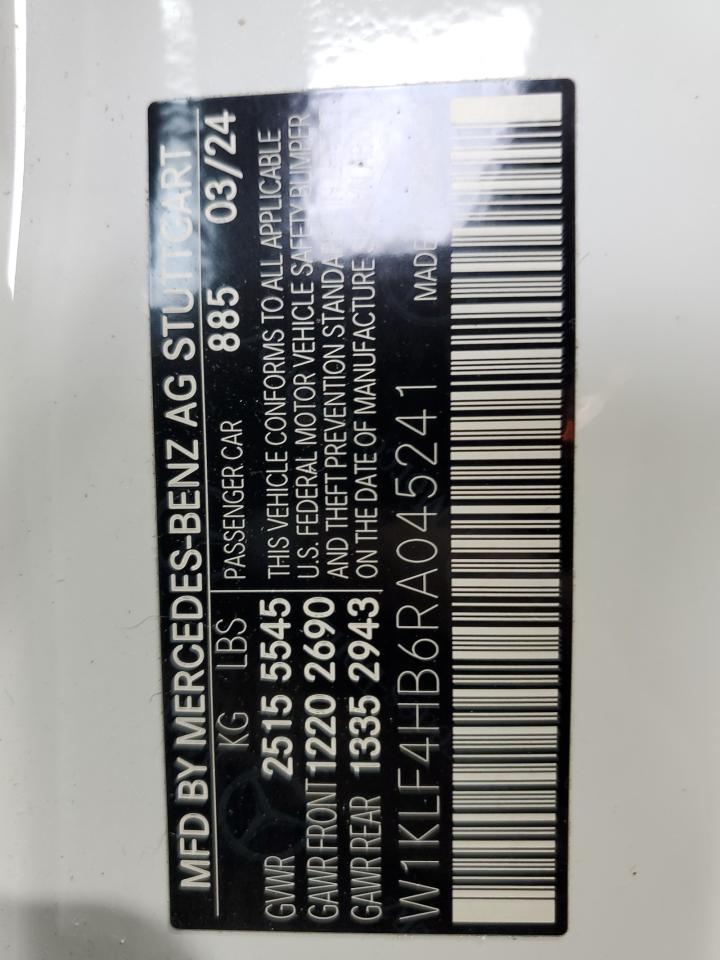 MFD BY MERCEDES-BENZ AG STUTTGART
KG LBS PASSENGER CAR 885 03/24
GVWR 2515 5545 THIS VEHICLE CONFORMS TO ALL APPLICABLE
GAWR FRONT 1220 2690 U.S. FEDERAL MOTOR VEHICLE SAFETY BUMPER
GAWR REAR 1335 2943 AND THEFT PREVENTION
ON THE DATE OF MANUFACTURE
W1KLF4HB6RA045241 MADE